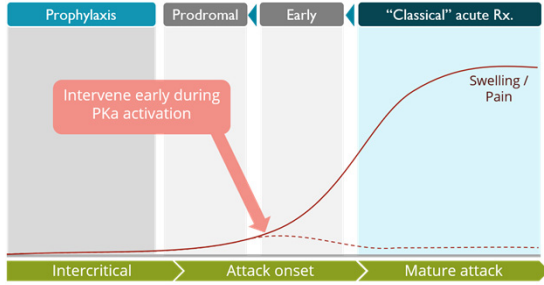 Prophylaxis
Prodromal
Early
“Classical” acute Rx.
Intervene early during
PKa activation
Swelling /
Pain
Intercritical
Attack onset
Mature attack